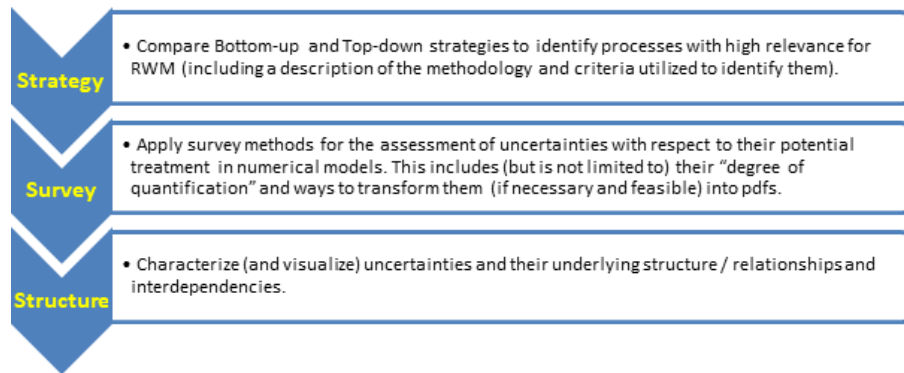 Strategy
• Compare Bottom-up and Top-down strategies to identify processes with high relevance for
RWM (including a description of the methodology and criteria utilized to identify them).
Survey
• Apply survey methods for the assessment of uncertainties with respect to their potential
treatment in numerical models. This includes (but is not limited to) their “degree of
quantification” and ways to transform them (if necessary and feasible) into pdfs.
Structure
• Characterize (and visualize) uncertainties and their underlying structure / relationships and
interdependencies.